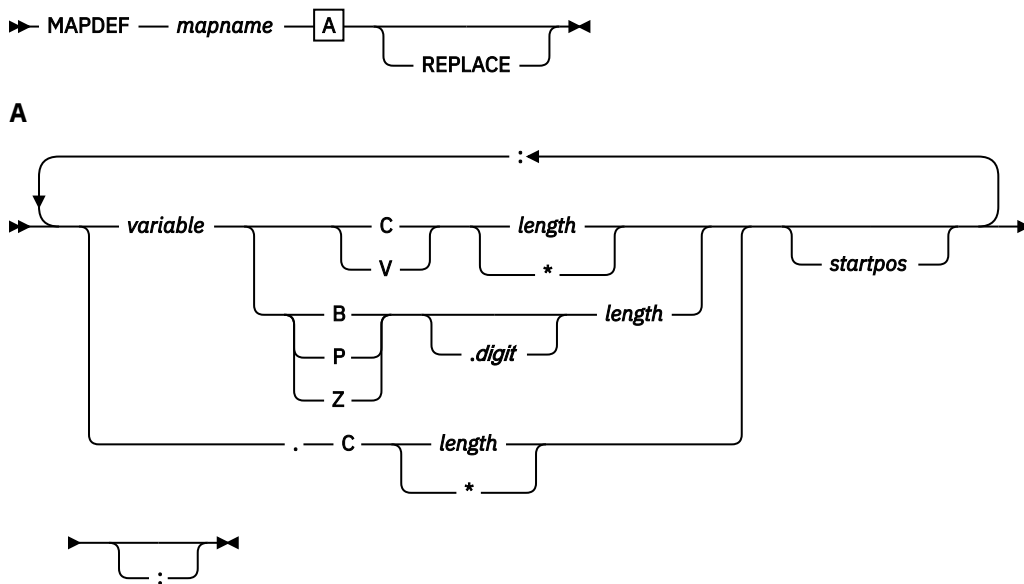 MAPDEF mapname A
REPLACE
A
:
variable C length
V *
startpos
B length
P .digit
Z
. C length
*
: